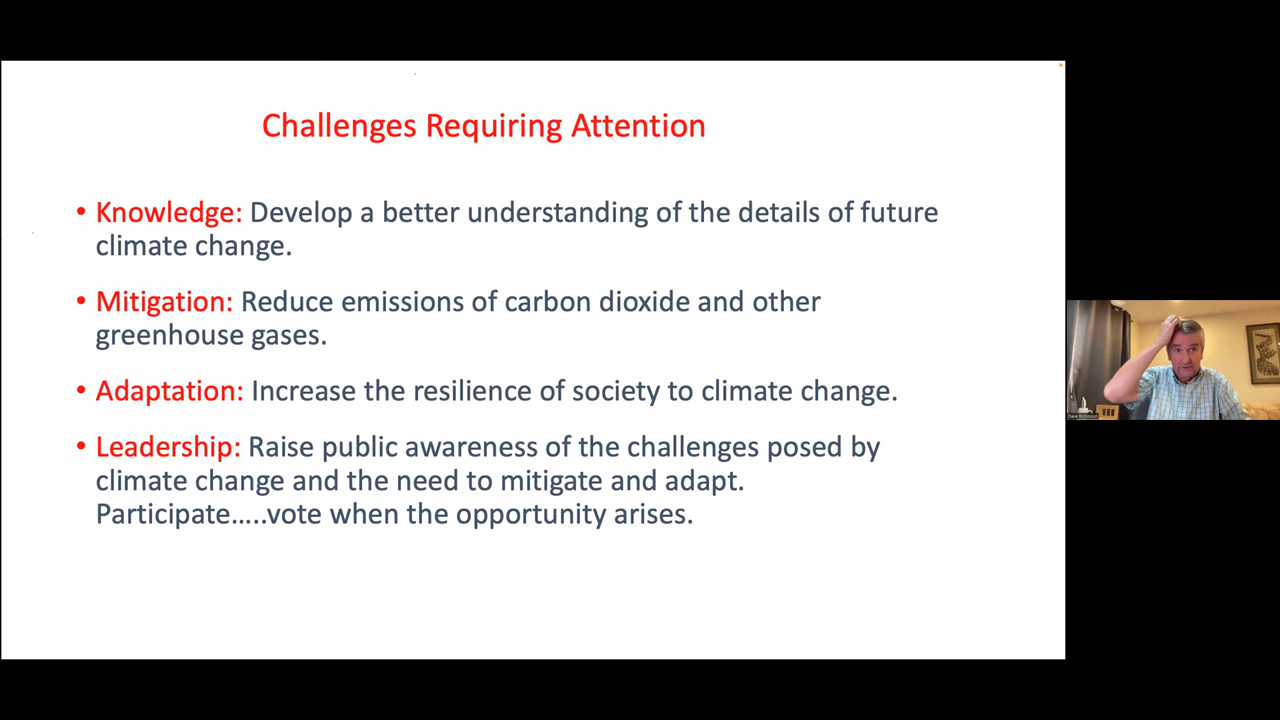 Challenges Requiring Attention
• Knowledge: Develop a better understanding of the details of future
climate change.
• Mitigation: Reduce emissions of carbon dioxide and other
greenhouse gases.
• Adaptation: Increase the resilience of society to climate change.
• Leadership: Raise public awareness of the challenges posed by
climate change and the need to mitigate and adapt.
Participate.....vote when the opportunity arises.
Dave Robinson